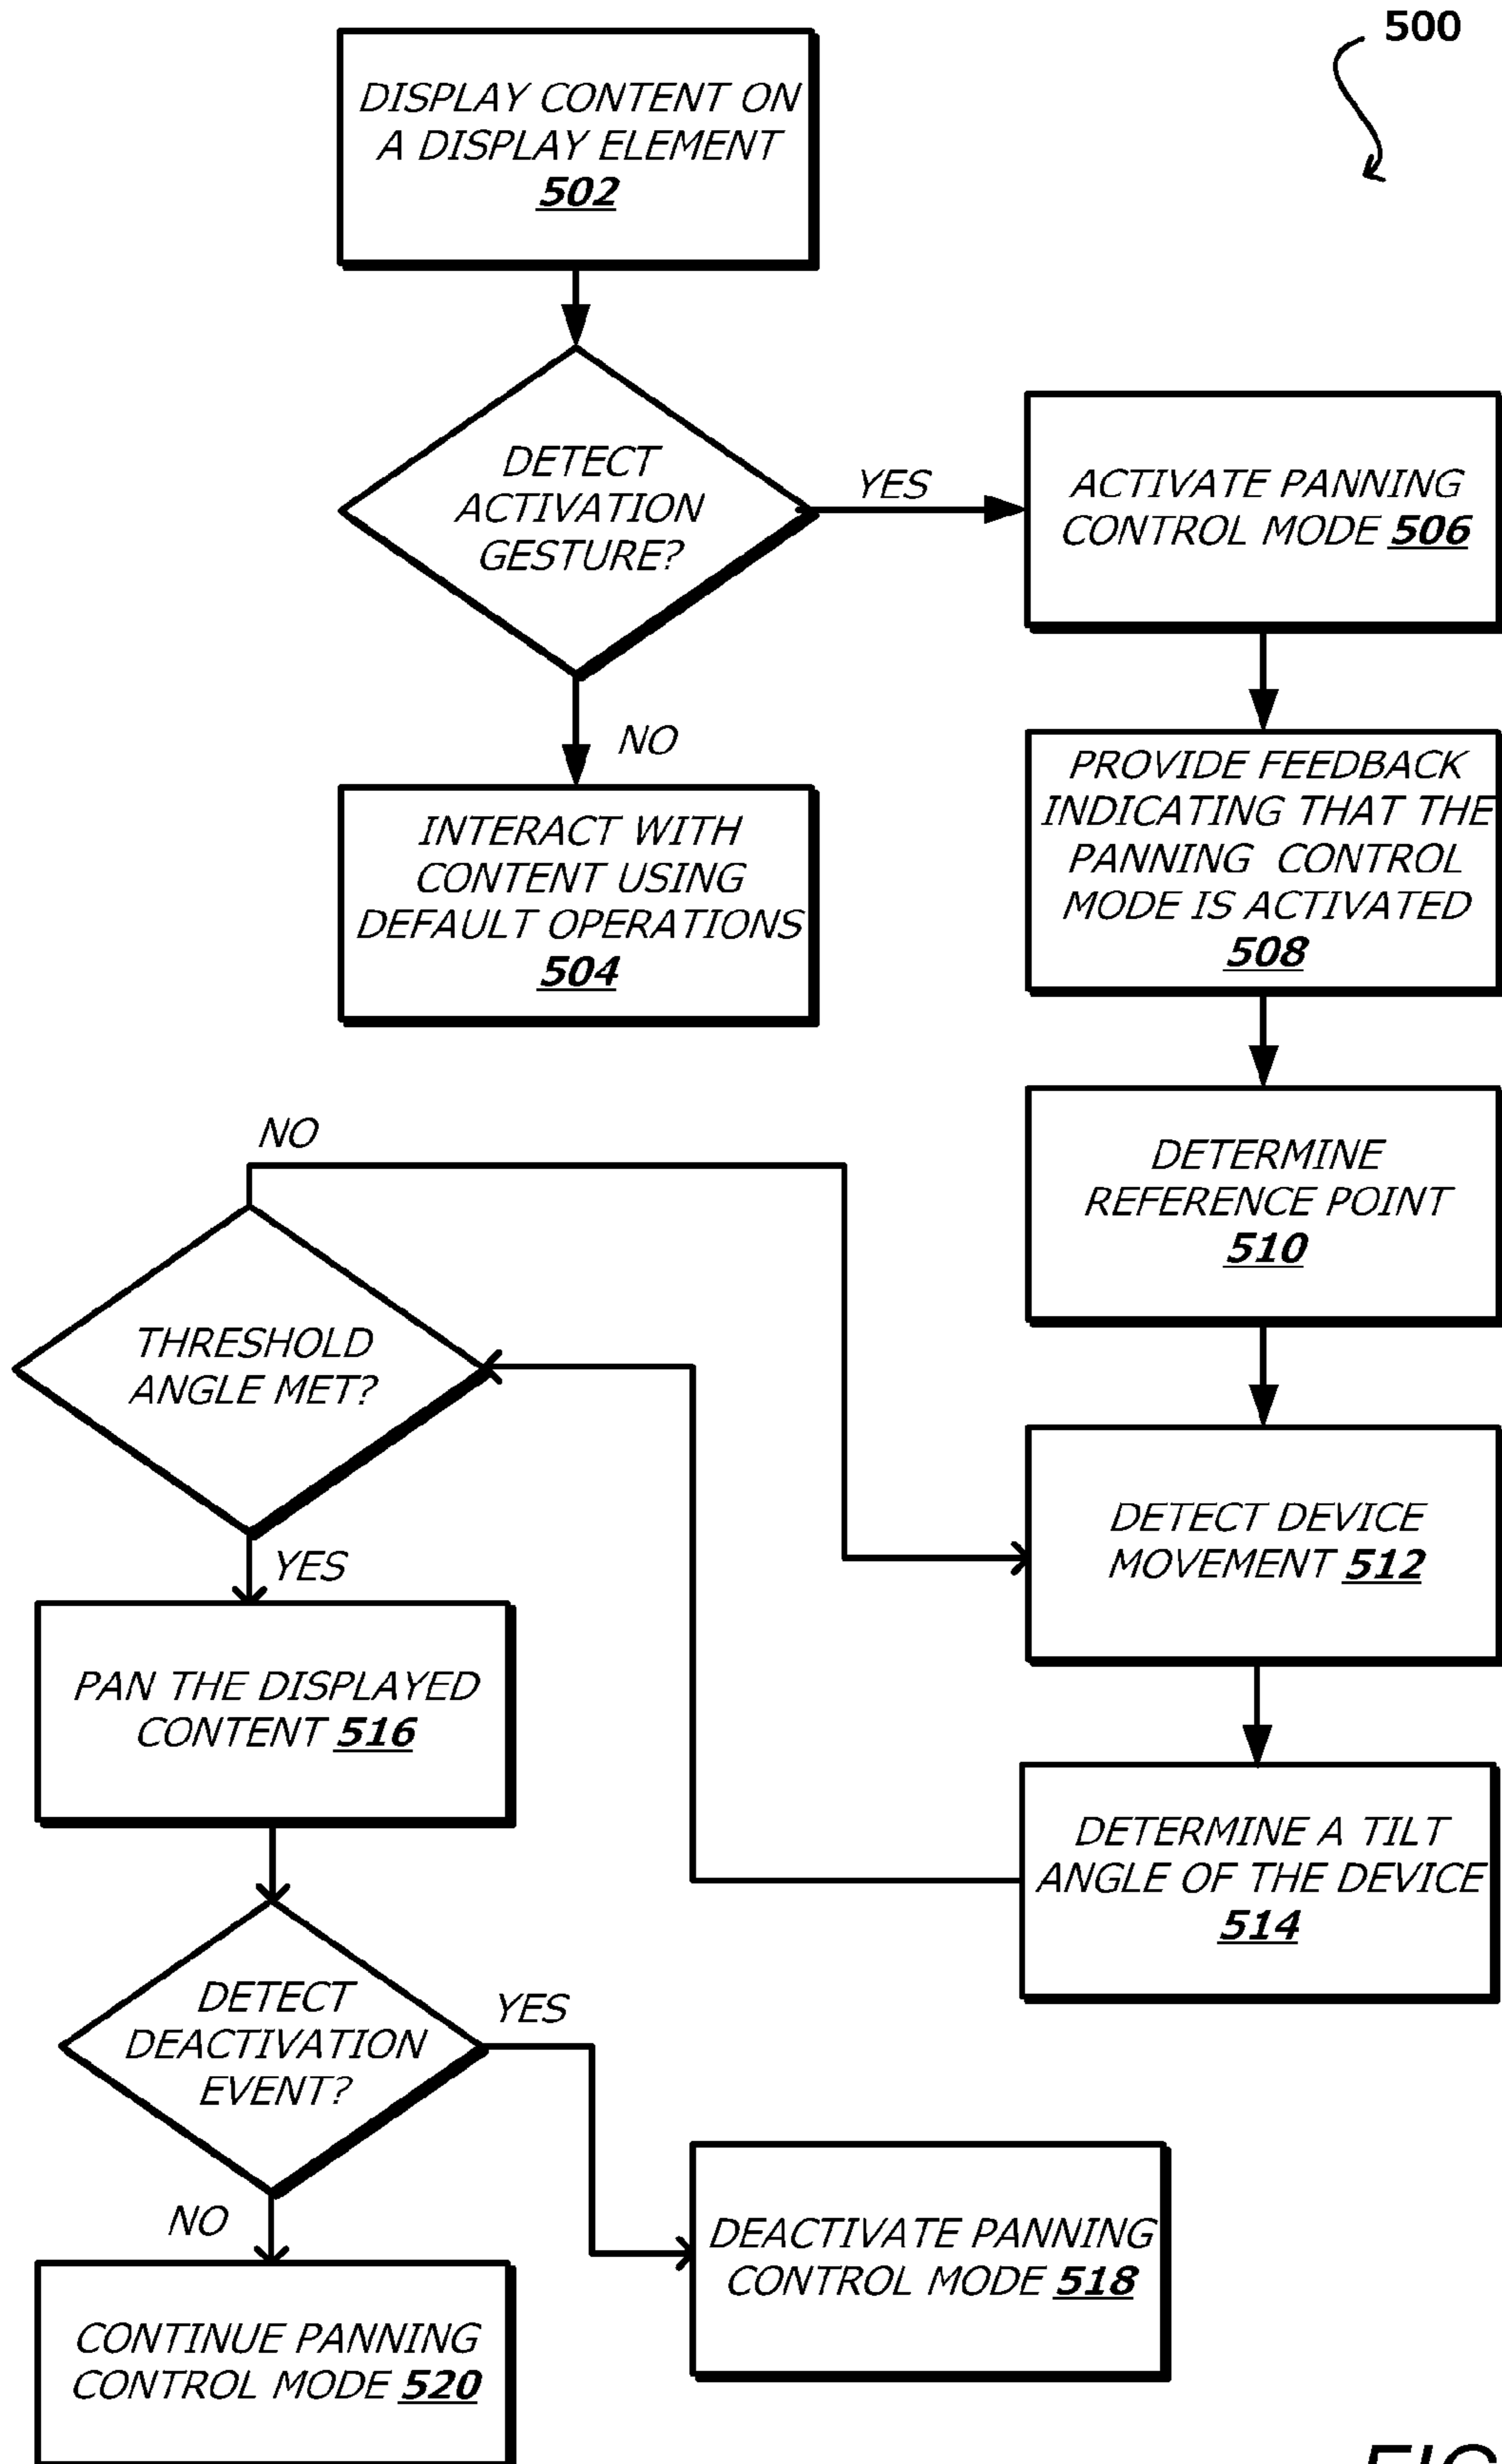 500
DISPLAY CONTENT ON
A DISPLAY ELEMENT
502
DETECT
ACTIVATION
GESTURE?
YES
ACTIVATE PANNING
CONTROL MODE 506
NO
PROVIDE FEEDBACK
INDICATING THAT THE
PANNING CONTROL
MODE IS ACTIVATED
508
INTERACT WITH
CONTENT USING
DEFAULT OPERATIONS
504
DETERMINE
REFERENCE POINT
510
NO
THRESHOLD
ANGLE MET?
DETECT DEVICE
MOVEMENT 512
YES
PAN THE DISPLAYED
CONTENT 516
DETERMINE A TILT
ANGLE OF THE DEVICE
514
DETECT
DEACTIVATION
EVENT?
YES
DEACTIVATE PANNING
CONTROL MODE 518
NO
CONTINUE PANNING
CONTROL MODE 520